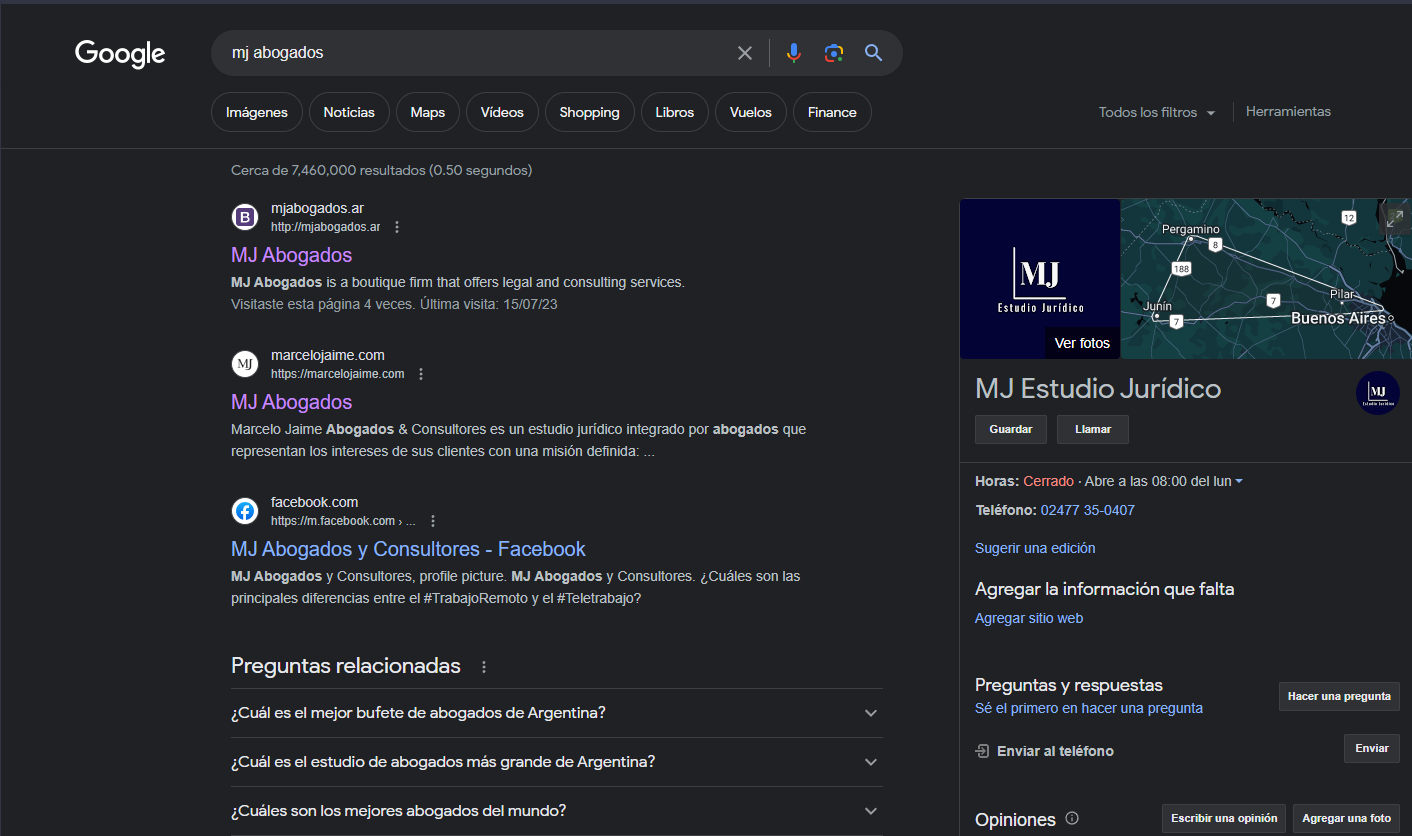 Google
mj abogados
Imágenes
Noticias
Maps
Vídeos
Shopping
Libros
Vuelos
Finance
Todos los filtros
Herramientas
Cerca de 7,460,000 resultados (0.50 segundos)
B
mjabogados.ar
http://mjabogados.ar
MJ Abogados
MJ Abogados is a boutique firm that offers legal and consulting services.
Visitaste esta página 4 veces. Última visita: 15/07/23
MJ
marcelojaime.com
https://marcelojaime.com
MJ Abogados
Marcelo Jaime Abogados & Consultores es un estudio jurídico integrado por abogados que
representan los intereses de sus clientes con una misión definida: ...
facebook.com
https://m.facebook.com › ...
MJ Abogados y Consultores - Facebook
MJ Abogados y Consultores, profile picture. MJ Abogados y Consultores. ¿Cuáles son las
principales diferencias entre el #TrabajoRemoto y el #Teletrabajo?
Preguntas relacionadas
¿Cuál es el mejor bufete de abogados de Argentina?
¿Cuál es el estudio de abogados más grande de Argentina?
¿Cuáles son los mejores abogados del mundo?
MJ
Estudio Jurídico
Ver fotos
12
Pergamino
8
188
Pilar
7
Junín
7
Buenos Aires
MJ Estudio Jurídico
MJ
Estudio Jurídico
Guardar
Llamar
Horas: Cerrado · Abre a las 08:00 del lun
Teléfono: 02477 35-0407
Sugerir una edición
Agregar la información que falta
Agregar sitio web
Preguntas y respuestas
Sé el primero en hacer una pregunta
Hacer una pregunta
Enviar al teléfono
Enviar
Opiniones
Escribir una opinión
Agregar una foto